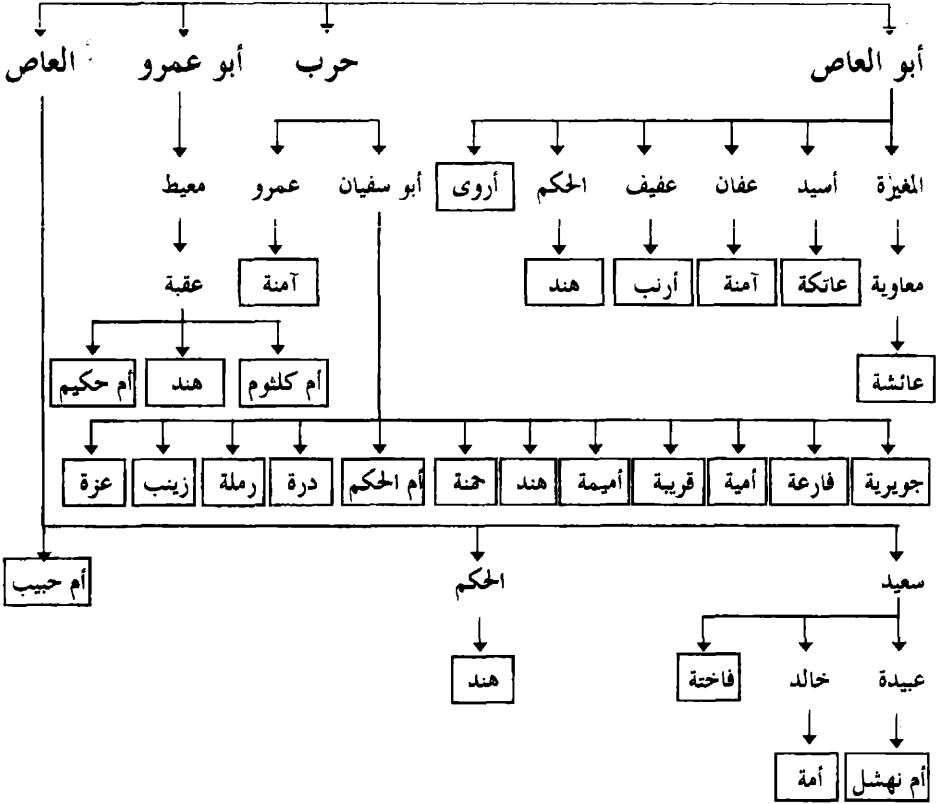 أبو العاص حرب أبو عمرو العاص
المغيرة أسيد عفان عفيف الحكم أروى أبو سفيان عمرو معيط
معاوية عاتكة آمنة أرنب هند آمنة عقبة
عائشة أم كلثوم هند أم حكيم
جويرية فارعة أمية قريبة أميمة هند حمنة أم الحكم درة رملة زينب عزة
سعيد الحكم أم حبيب
عبيدة خالد فاختة هند
أم نهشل أمة